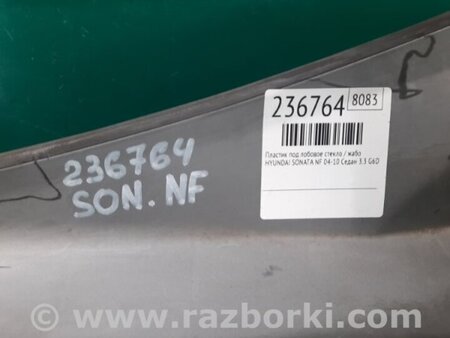 236764 8083
Пластик под лобовое стекло / жабо
HYUNDAI SONATA NF 04-10 Седан 3.3 G6D
236764
SON. NF
www.razborki.com